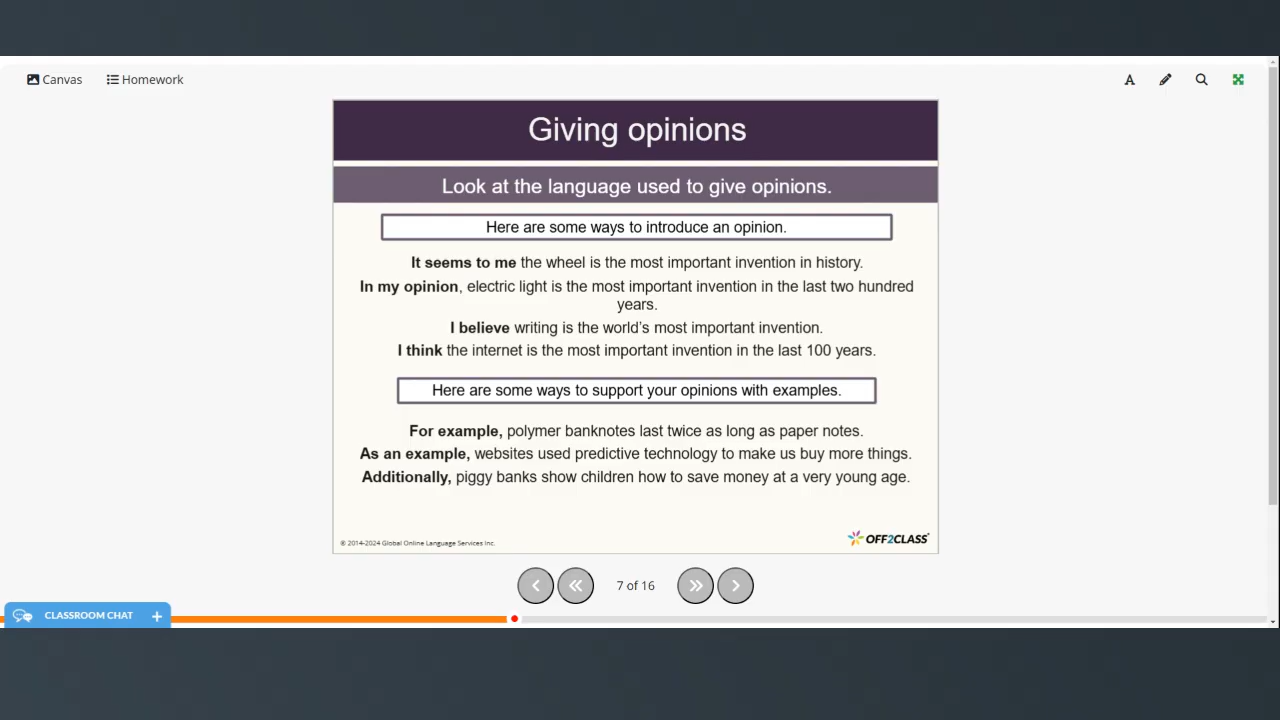 Canvas
Homework
A
Giving opinions
Look at the language used to give opinions.
Here are some ways to introduce an opinion.
It seems to me the wheel is the most important invention in history.
In my opinion, electric light is the most important invention in the last two hundred
years.
I believe writing is the world’s most important invention.
I think the internet is the most important invention in the last 100 years.
Here are some ways to support your opinions with examples.
For example, polymer banknotes last twice as long as paper notes.
As an example, websites used predictive technology to make us buy more things.
Additionally, piggy banks show children how to save money at a very young age.
© 2014-2024 Global Online Language Services Inc.
OFF2CLASS
7 of 16
CLASSROOM CHAT +